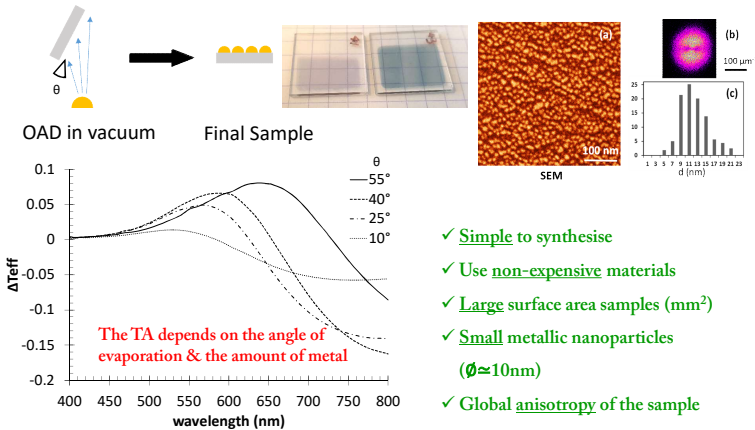 θ
OAD in vacuum
Final Sample
(a)
100 nm
SEM
(b)
100 μm
(c)
25
20
15
10
5
0
1 3 5 7 9 11 13 15 17 19 21 23
d (nm)
θ
55°
40°
25°
10°
0.1
0.05
0
-0.05
-0.1
-0.15
-0.2
ΔTeff
400 450 500 550 600 650 700 750 800
wavelength (nm)
The TA depends on the angle of
evaporation & the amount of metal
✓ Simple to synthesise
✓ Use non-expensive materials
✓ Large surface area samples (mm²)
✓ Small metallic nanoparticles
(Ø≃10nm)
✓ Global anisotropy of the sample